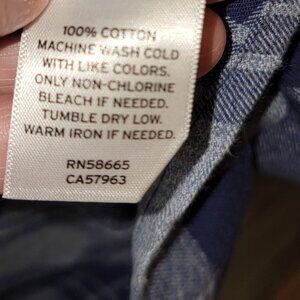 100% COTTON
MACHINE WASH COLD
WITH LIKE COLORS.
ONLY NON-CHLORINE
BLEACH IF NEEDED.
TUMBLE DRY LOW.
WARM IRON IF NEEDED.
RN58665
CA57963